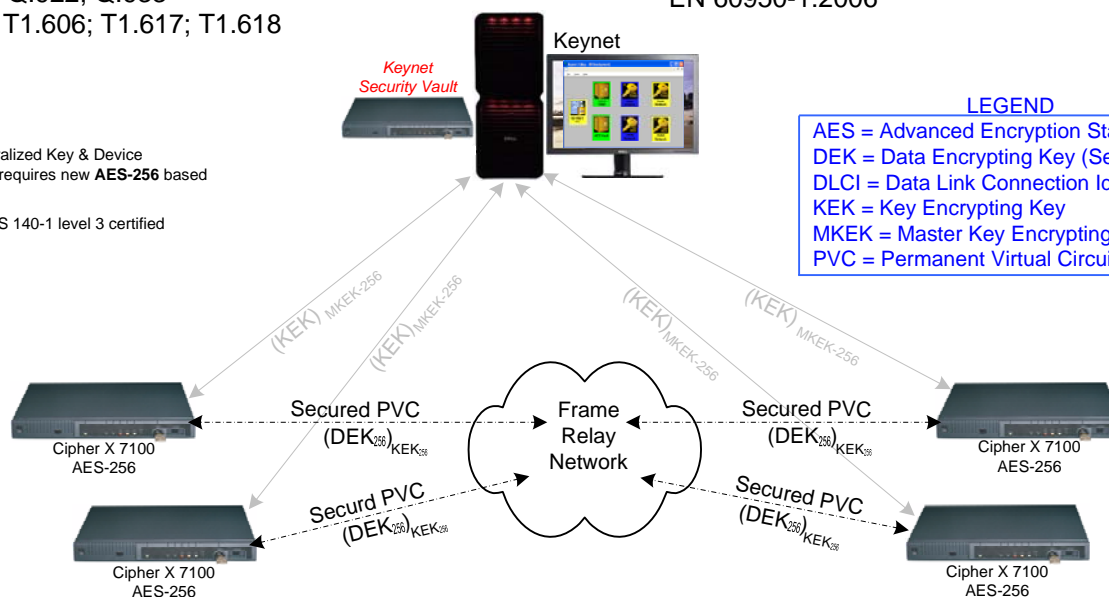 T1.606; T1.617; T1.618
Keynet
Keynet
Security Vault
LEGEND
AES = Advanced Encryption Sta
DEK = Data Encrypting Key (Se
DLCI = Data Link Connection Id
KEK = Key Encrypting Key
MKEK = Master Key Encrypting
PVC = Permanent Virtual Circui
alized Key & Device
requires new AES-256 based
S 140-1 level 3 certified
(KEK) MKEK-256
(KEK) MKEK-256
(KEK) MKEK-256
(KEK) MKEK-256
Secured PVC
(DEK256)KEK256
Frame
Relay
Network
Secured PVC
(DEK256)KEK256
Cipher X 7100
AES-256
Cipher X 7100
AES-256
Securd PVC
(DEK256)KEK256
Secured PVC
(DEK256)KEK256
Cipher X 7100
AES-256
Cipher X 7100
AES-256